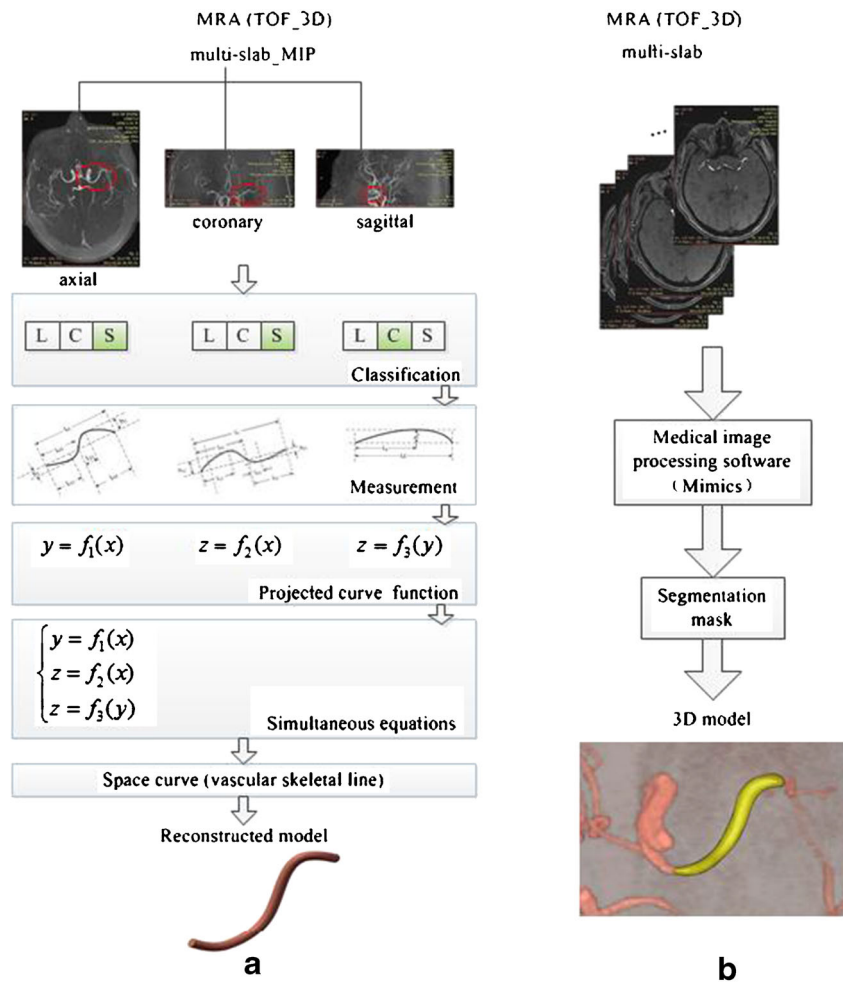 MRA (TOF_3D)
multi-slab_MIP
axial
coronary
sagittal
L C S
L C S
L C S
Classification
Measurement
y = f₁(x)
z = f₂(x)
z = f₃(y)
Projected curve function
y = f₁(x)
z = f₂(x)
z = f₃(y)
Simultaneous equations
Space curve (vascular skeletal line)
Reconstructed model
a
MRA (TOF_3D)
multi-slab
...
Medical image
processing software
(Mimics)
Segmentation
mask
3D model
b